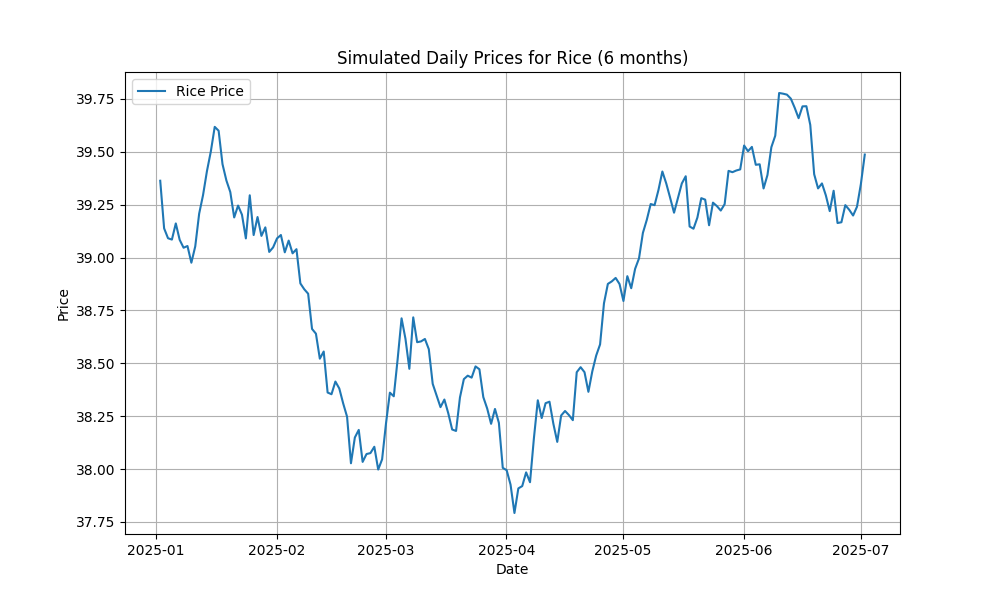 Simulated Daily Prices for Rice (6 months)
Rice Price
Price
39.75
39.50
39.25
39.00
38.75
38.50
38.25
38.00
37.75
2025-01 2025-02 2025-03 2025-04 2025-05 2025-06 2025-07
Date